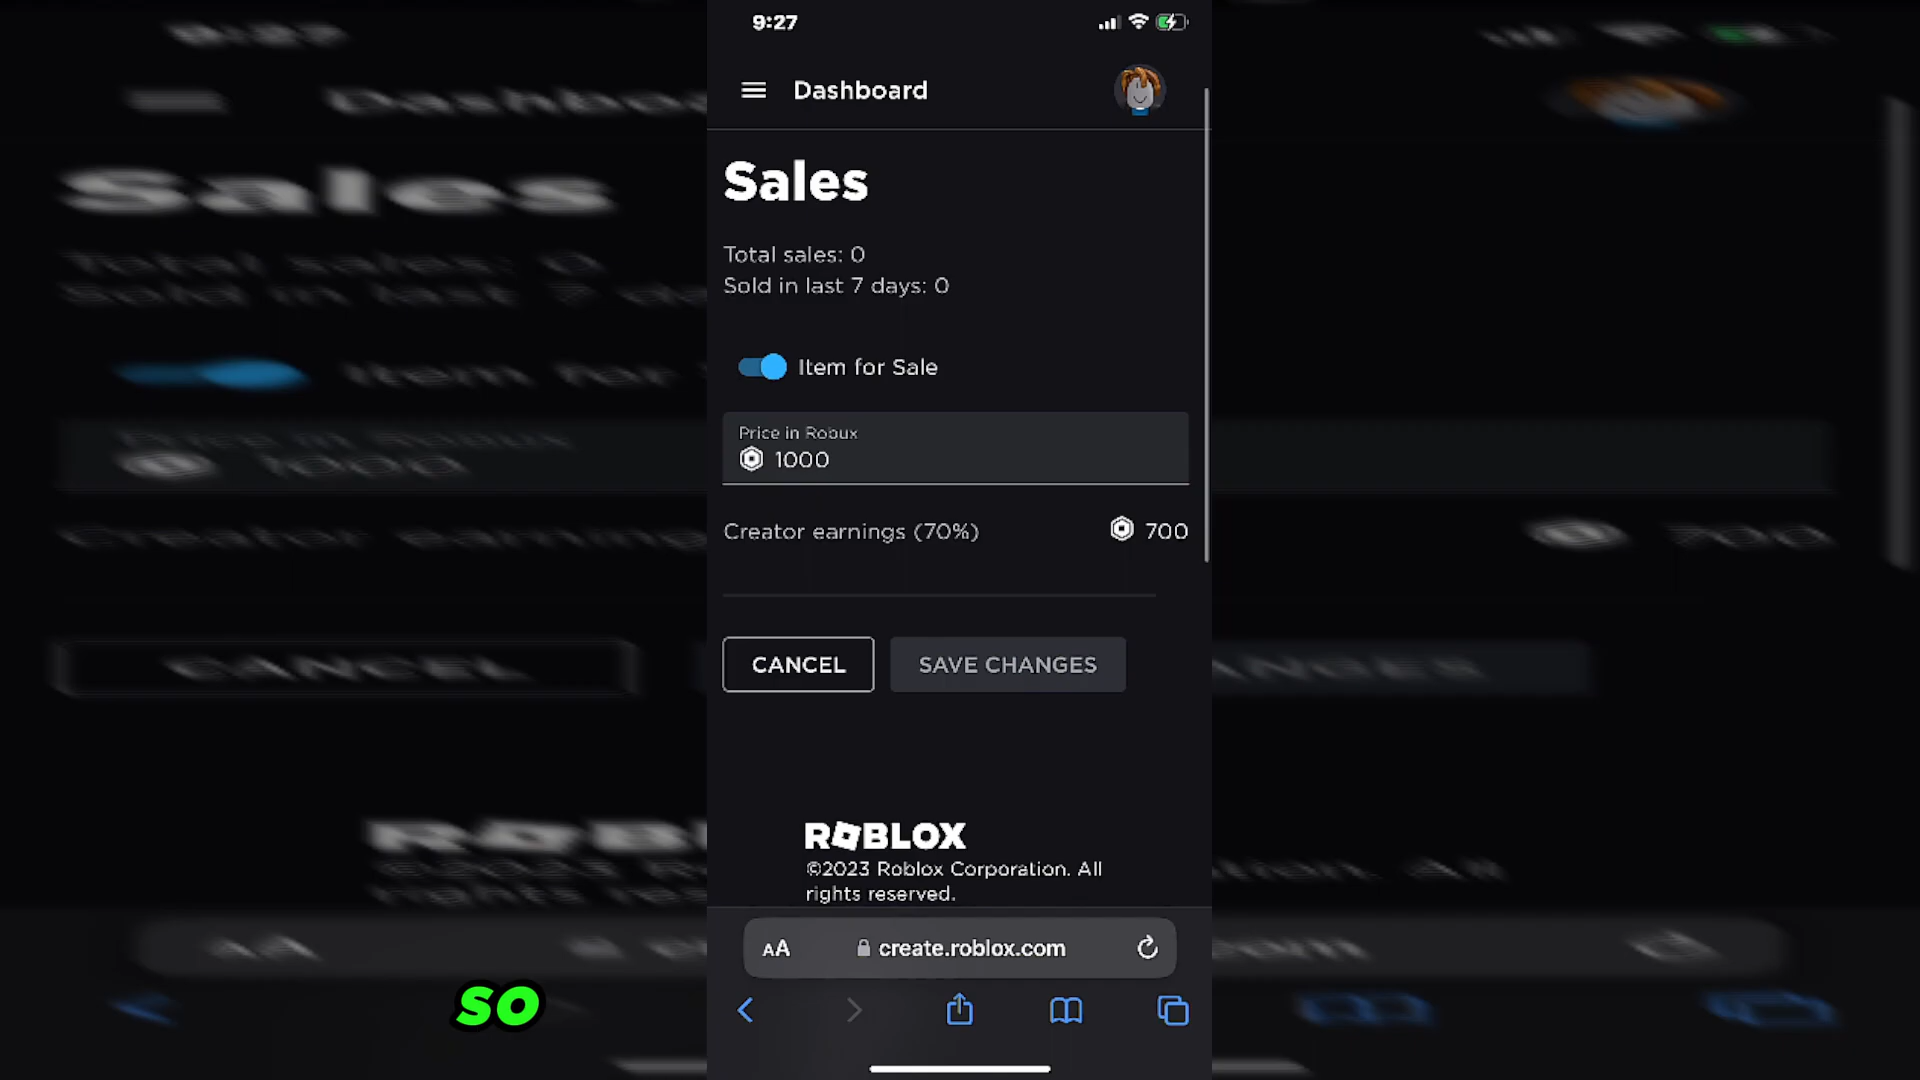 9:27
Dashboard
Sales
Total sales: 0
Sold in last 7 days: 0
Item for Sale
Price in Robux
1000
Creator earnings (70%) 700
CANCEL SAVE CHANGES
ROBLOX
©2023 Roblox Corporation. All
rights reserved.
AA create.roblox.com
SO